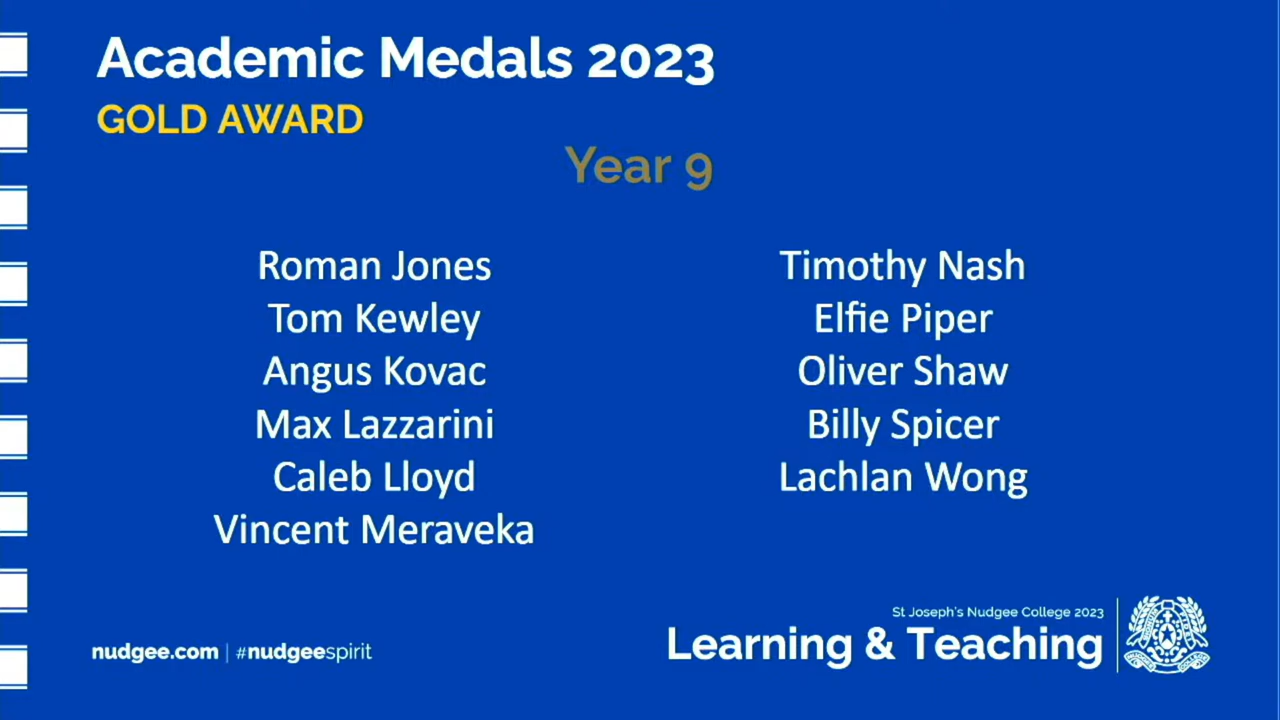 Academic Medals 2023
GOLD AWARD
Year 9
Roman Jones
Tom Kewley
Angus Kovac
Max Lazzarini
Caleb Lloyd
Vincent Meraveka
Timothy Nash
Elfie Piper
Oliver Shaw
Billy Spicer
Lachlan Wong
St Joseph's Nudgee College 2023
Learning & Teaching
nudgee.com | #nudgeespirit